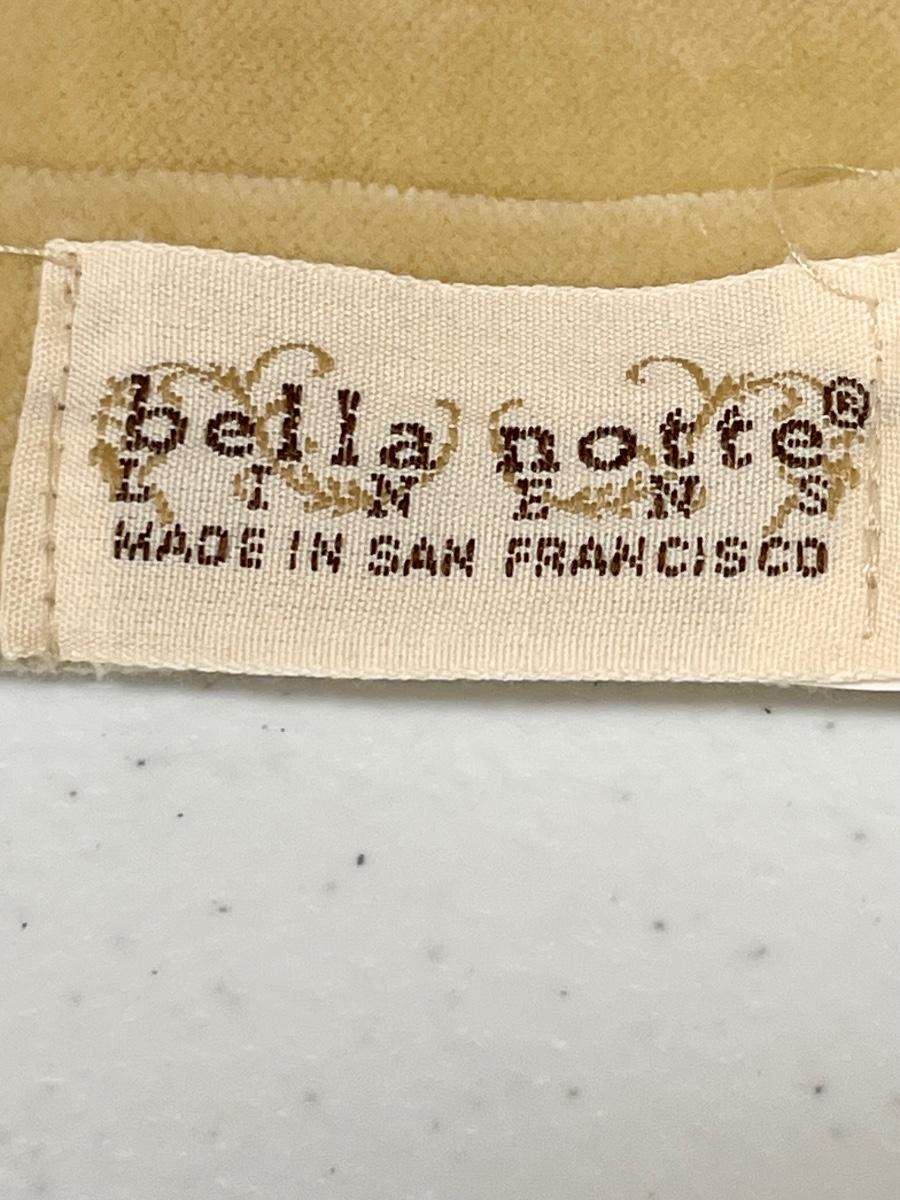 bella notte®
LINENS
MADE IN SAN FRANCISCO